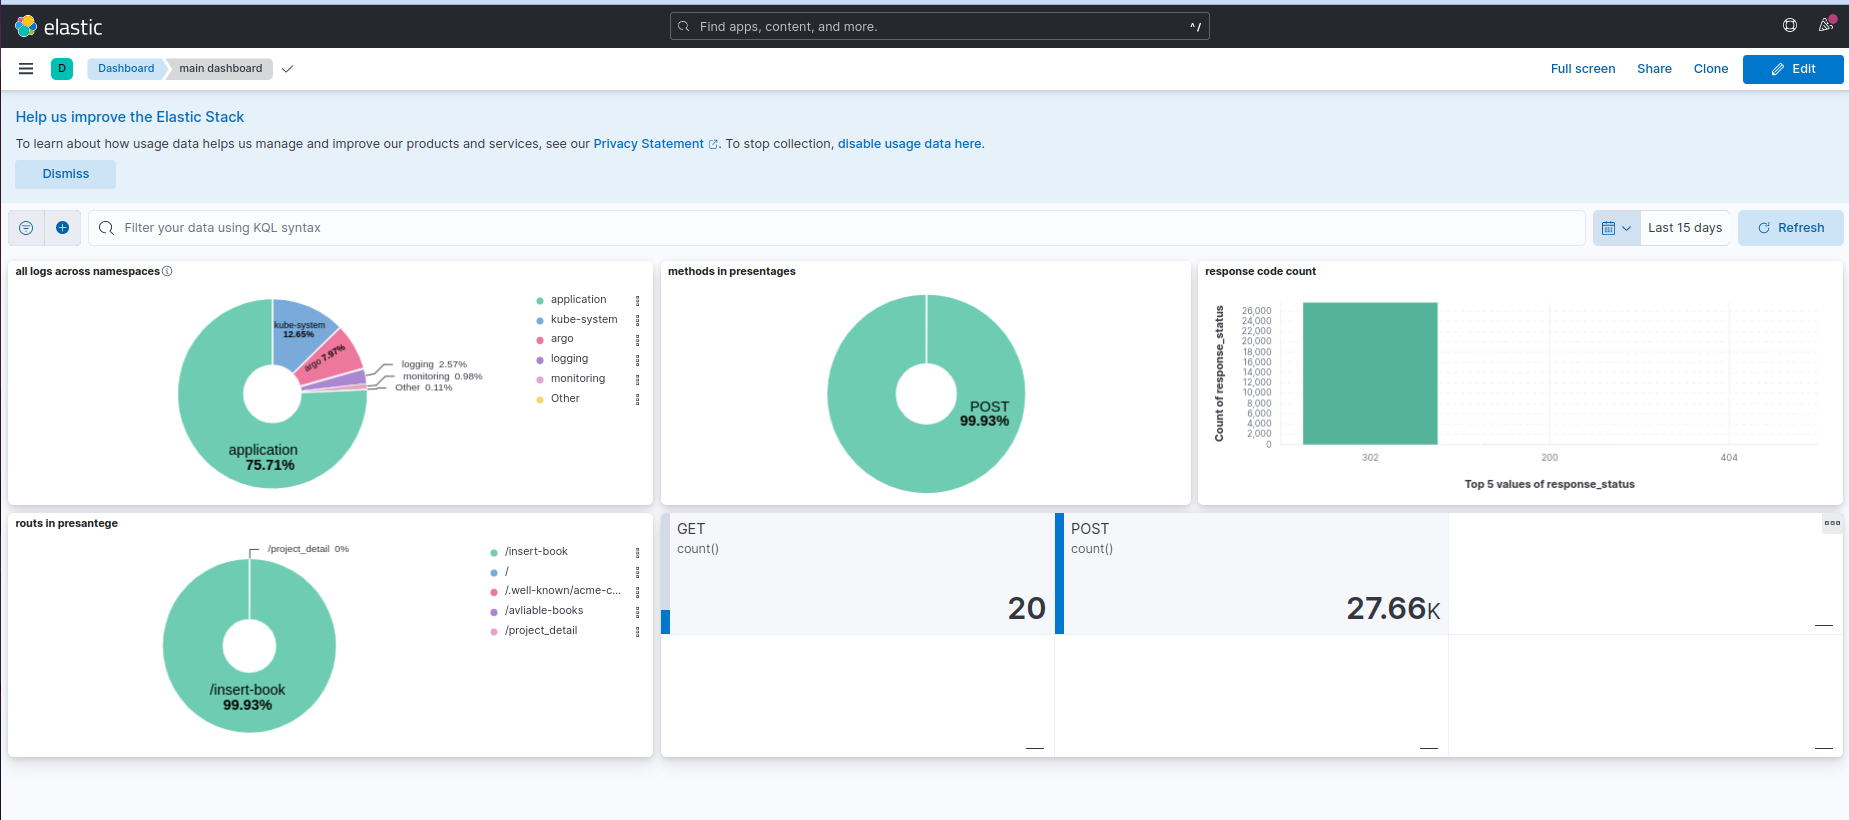 elastic
Find apps, content, and more.
^/
D
Dashboard
main dashboard
Full screen
Share
Clone
Edit
Help us improve the Elastic Stack
To learn about how usage data helps us manage and improve our products and services, see our Privacy Statement. To stop collection, disable usage data here.
Dismiss
Filter your data using KQL syntax
Last 15 days
Refresh
all logs across namespaces
kube-system
12.65%
argo 7.97%
logging 2.57%
monitoring 0.98%
Other 0.11%
application
75.71%
application
kube-system
argo
logging
monitoring
Other
methods in presentages
POST
99.93%
response code count
Count of response_status
26,000
24,000
22,000
20,000
18,000
16,000
14,000
12,000
10,000
8,000
6,000
4,000
2,000
0
302
200
404
Top 5 values of response_status
routs in presantege
/project_detail 0%
/insert-book
99.93%
/insert-book
/
/.well-known/acme-c...
/avliable-books
/project_detail
GET
count()
20
POST
count()
27.66K